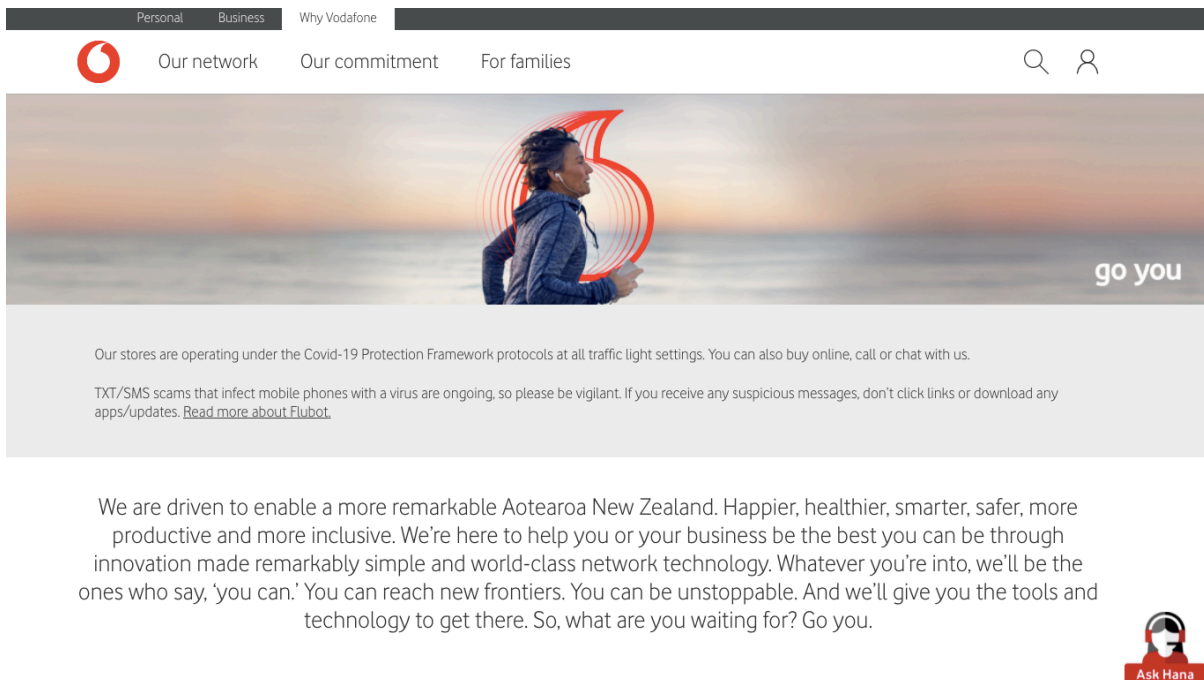 Personal Business Why Vodafone
Our network Our commitment For families
go you
Our stores are operating under the Covid-19 Protection Framework protocols at all traffic light settings. You can also buy online, call or chat with us.
TXT/SMS scams that infect mobile phones with a virus are ongoing, so please be vigilant. If you receive any suspicious messages, don't click links or download any
apps/updates. Read more about Flubot.
We are driven to enable a more remarkable Aotearoa New Zealand. Happier, healthier, smarter, safer, more
productive and more inclusive. We're here to help you or your business be the best you can be through
innovation made remarkably simple and world-class network technology. Whatever you're into, we'll be the
ones who say, 'you can.' You can reach new frontiers. You can be unstoppable. And we'll give you the tools and
technology to get there. So, what are you waiting for? Go you.
Ask Hana